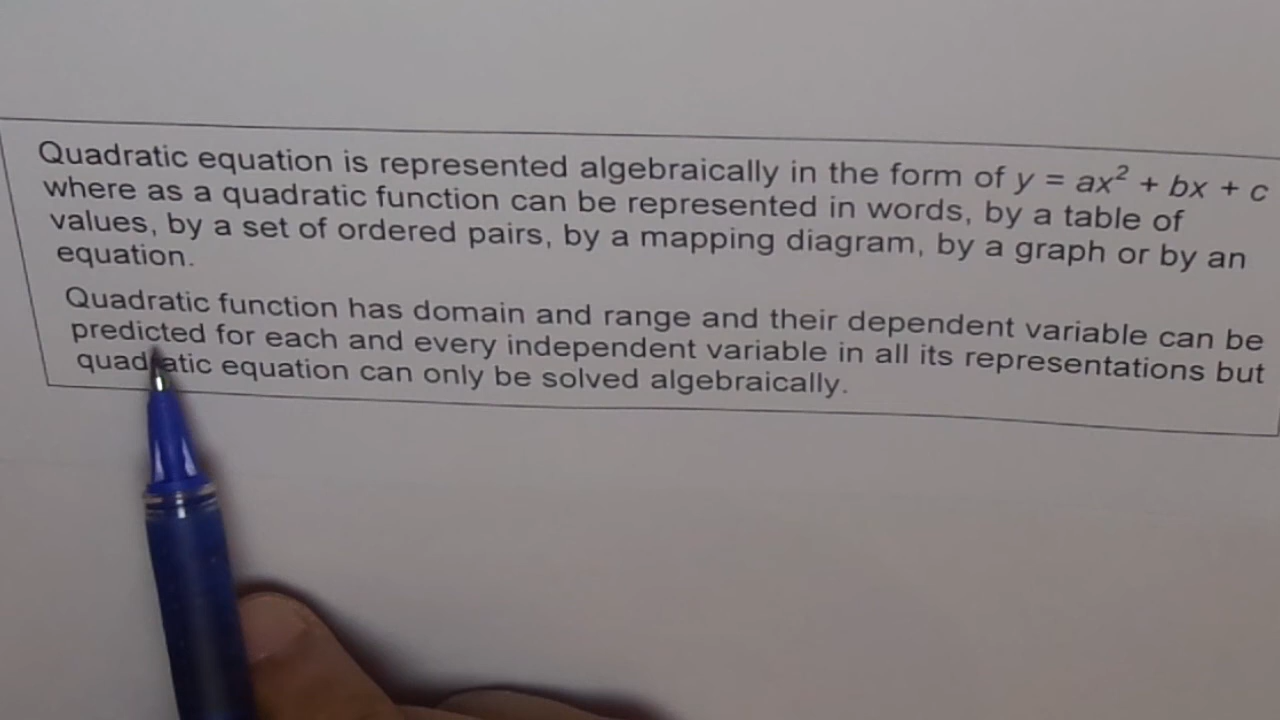 Quadratic equation is represented algebraically in the form of y = ax² + bx + c
where as a quadratic function can be represented in words, by a table of
values, by a set of ordered pairs, by a mapping diagram, by a graph or by an
equation.
Quadratic function has domain and range and their dependent variable can be
predicted for each and every independent variable in all its representations but
quadratic equation can only be solved algebraically.